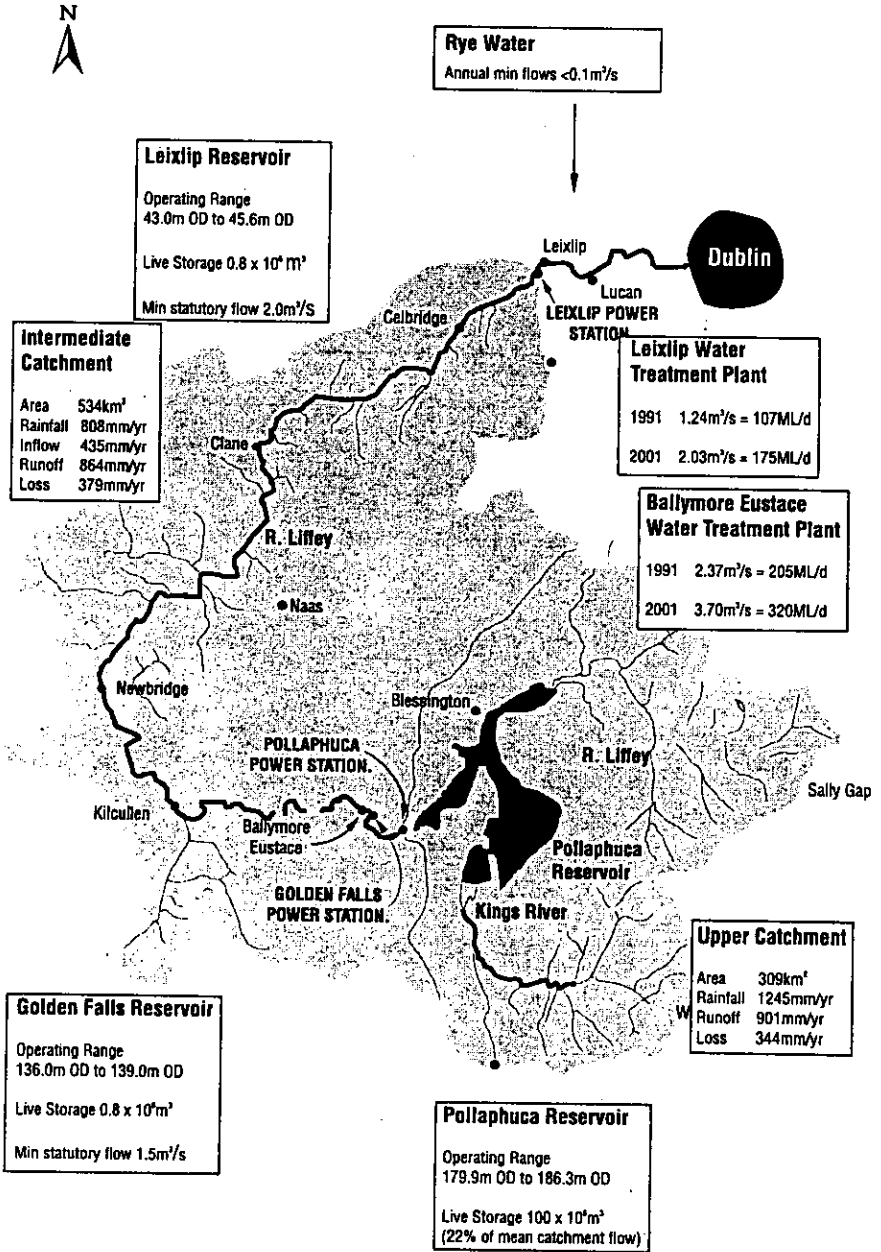 N
Rye Water
Annual min flows <0.1m³/s
Leixlip Reservoir
Operating Range
43.0m OD to 45.6m OD
Live Storage 0.8 x 10⁶ m³
Min statutory flow 2.0m³/S
Leixlip
Dublin
Lucan
LEIXLIP POWER
STATION
Celbridge
Intermediate
Catchment
Area 534km²
Rainfall 808mm/yr
Inflow 435mm/yr
Runoff 864mm/yr
Loss 379mm/yr
Leixlip Water
Treatment Plant
1991 1.24m³/s = 107ML/d
2001 2.03m³/s = 175ML/d
Clane
Ballymore Eustace
Water Treatment Plant
1991 2.37m³/s = 205ML/d
2001 3.70m³/s = 320ML/d
R. Liffey
Naas
Newbridge
Blessington
POLLAPHUCA
POWER STATION.
R. Liffey
Sally Gap
Kilcullen
Ballymore
Eustace
Pollaphuca
Reservoir
GOLDEN FALLS
POWER STATION.
Kings River
Upper Catchment
Area 309km²
Rainfall 1245mm/yr
Runoff 901mm/yr
Loss 344mm/yr
W
Golden Falls Reservoir
Operating Range
136.0m OD to 139.0m OD
Live Storage 0.8 x 10⁶m³
Min statutory flow 1.5m³/s
Pollaphuca Reservoir
Operating Range
179.9m OD to 186.3m OD
Live Storage 100 x 10⁶m³
(22% of mean catchment flow)